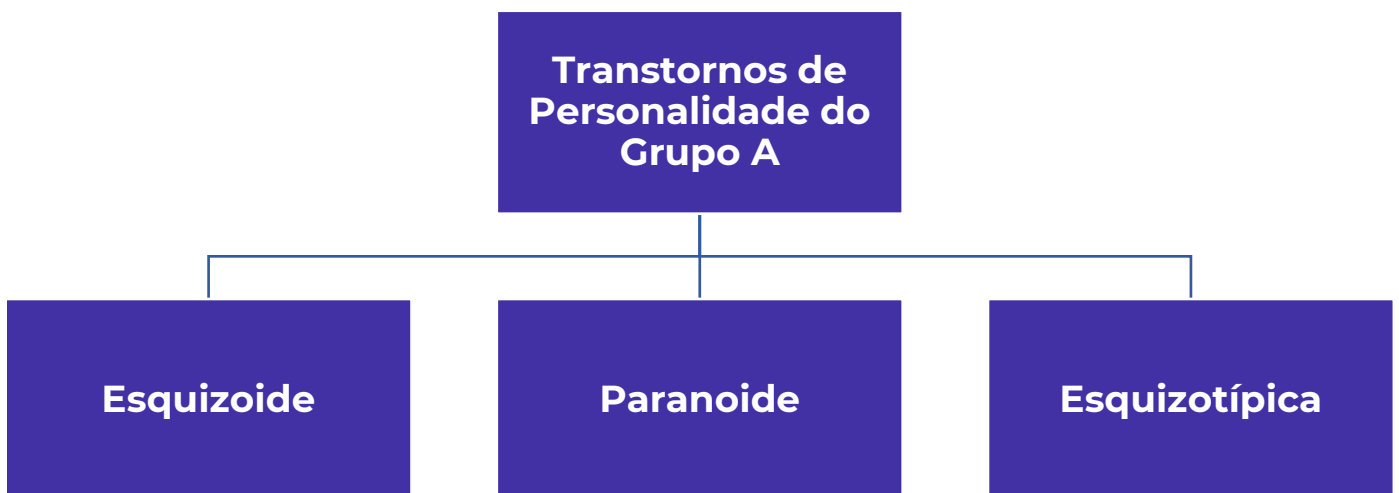 Transtornos de
Personalidade do
Grupo A
Esquizoide
Paranoide
Esquizotípica